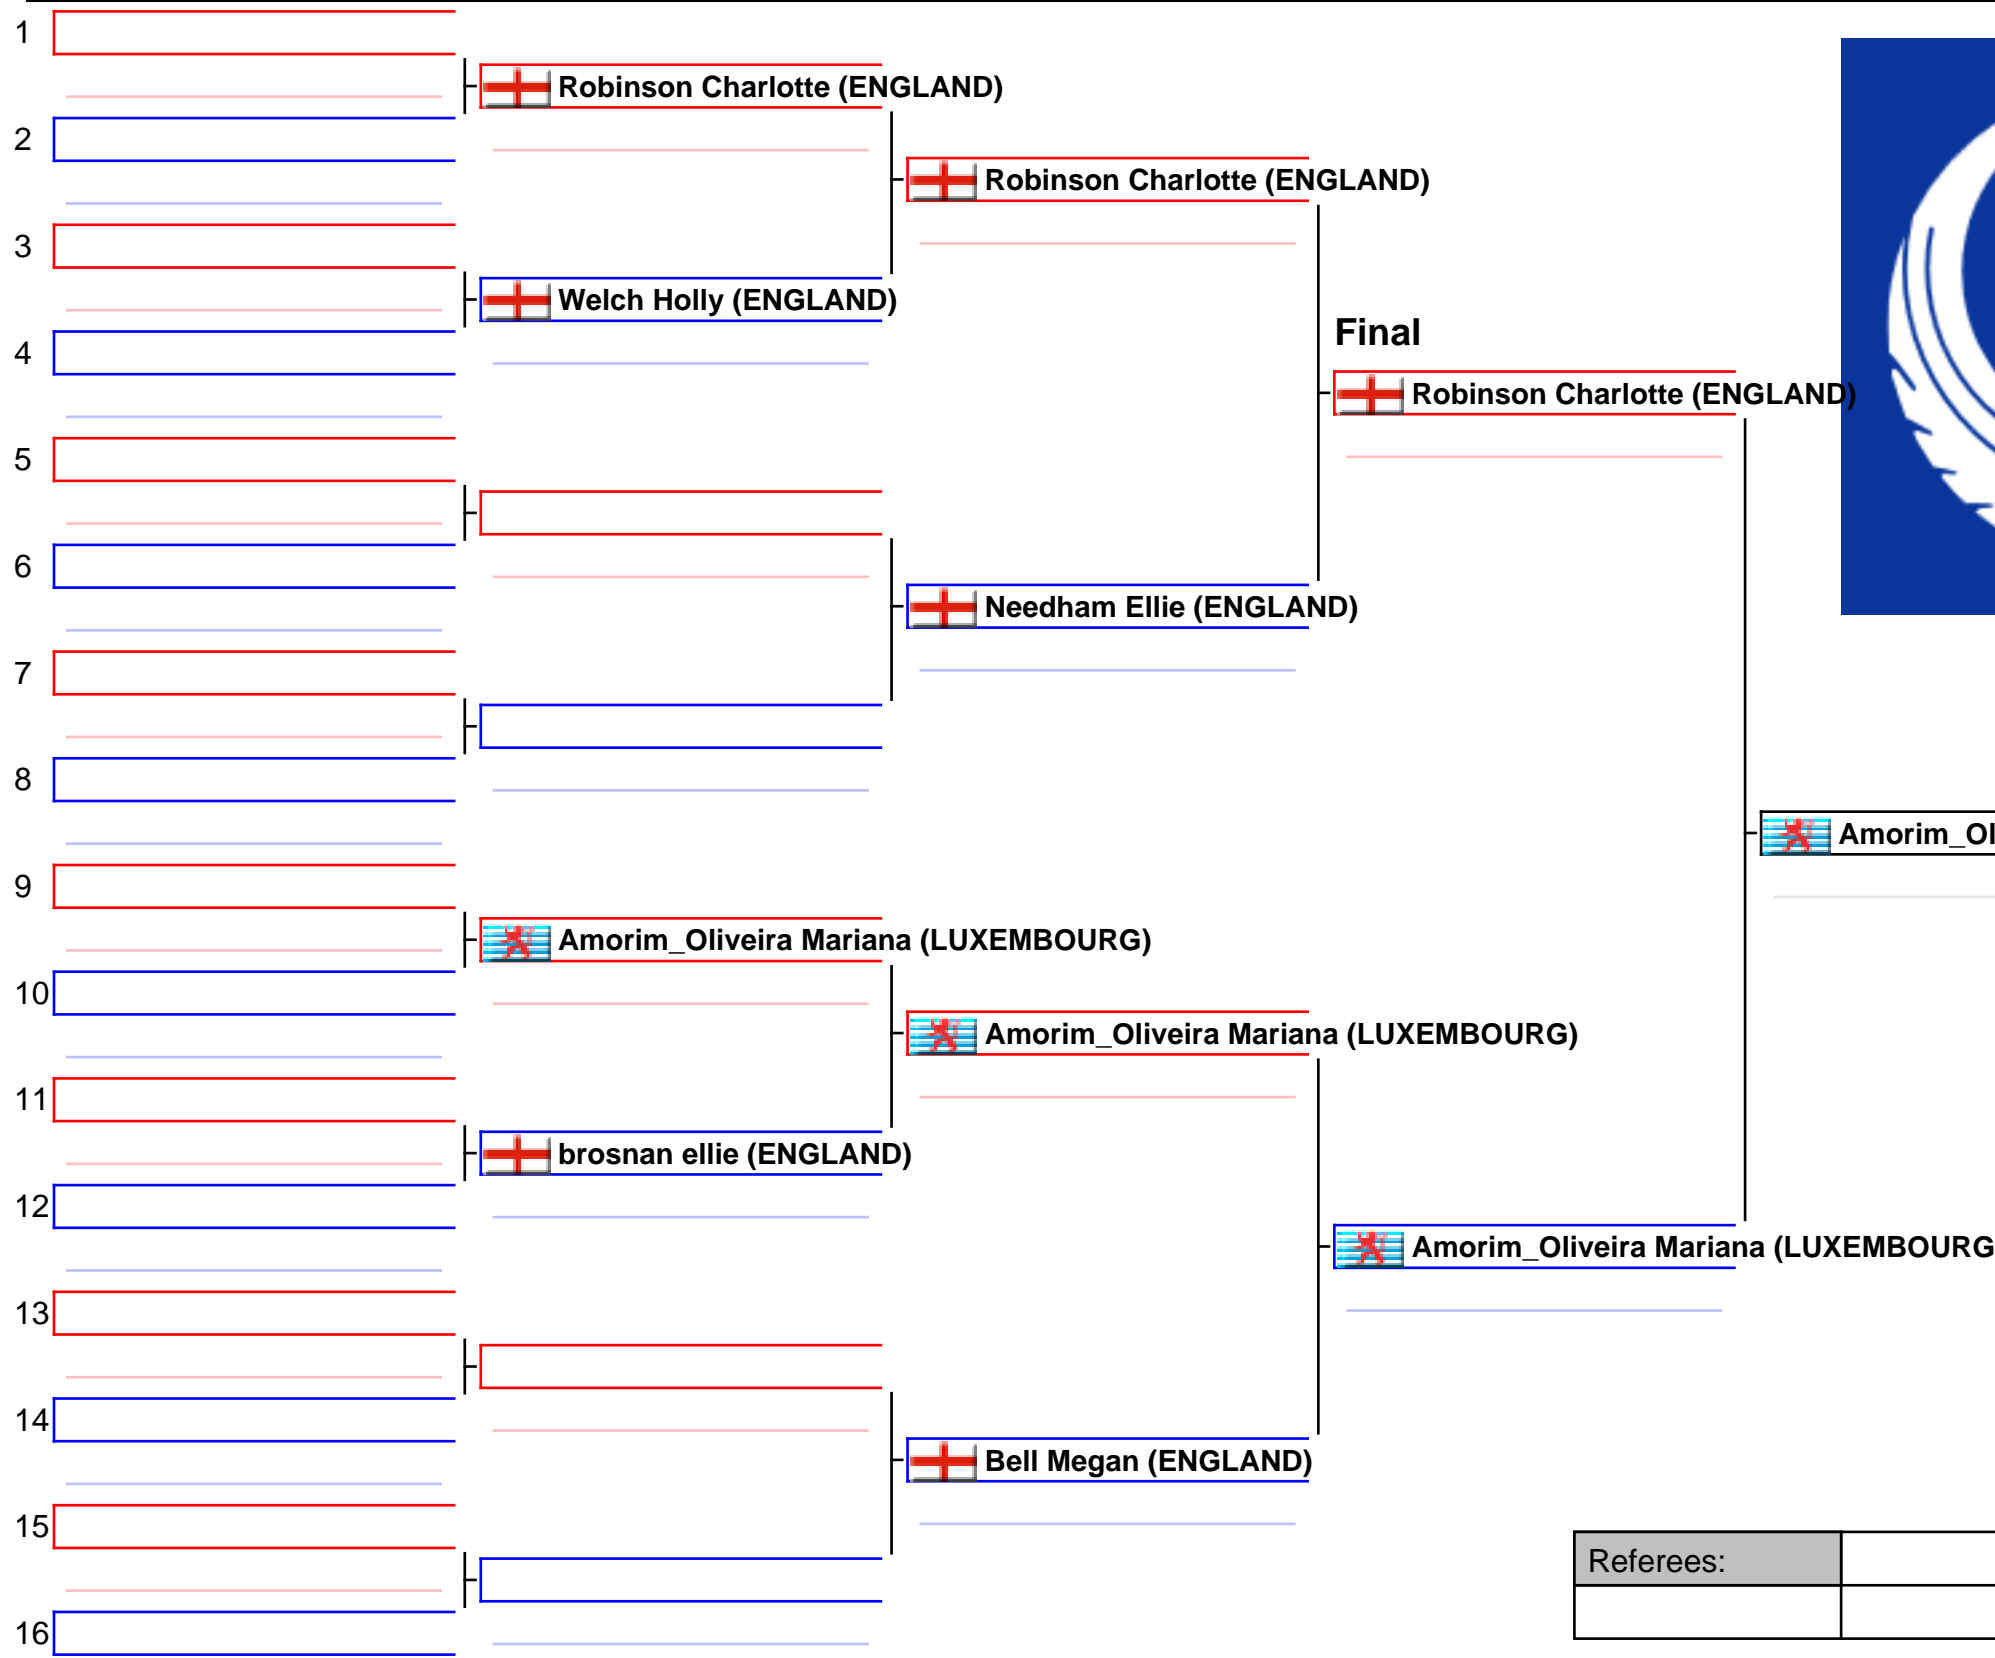 1
Robinson Charlotte (ENGLAND)
2
Robinson Charlotte (ENGLAND)
3
Welch Holly (ENGLAND)
Final
4
Robinson Charlotte (ENGLAND)
5
6
Needham Ellie (ENGLAND)
7
8
Amorim_Ol
9
Amorim_Oliveira Mariana (LUXEMBOURG)
10
Amorim_Oliveira Mariana (LUXEMBOURG)
11
brosnan ellie (ENGLAND)
12
Amorim_Oliveira Mariana (LUXEMBOURG
13
14
Bell Megan (ENGLAND)
15
Referees:
16